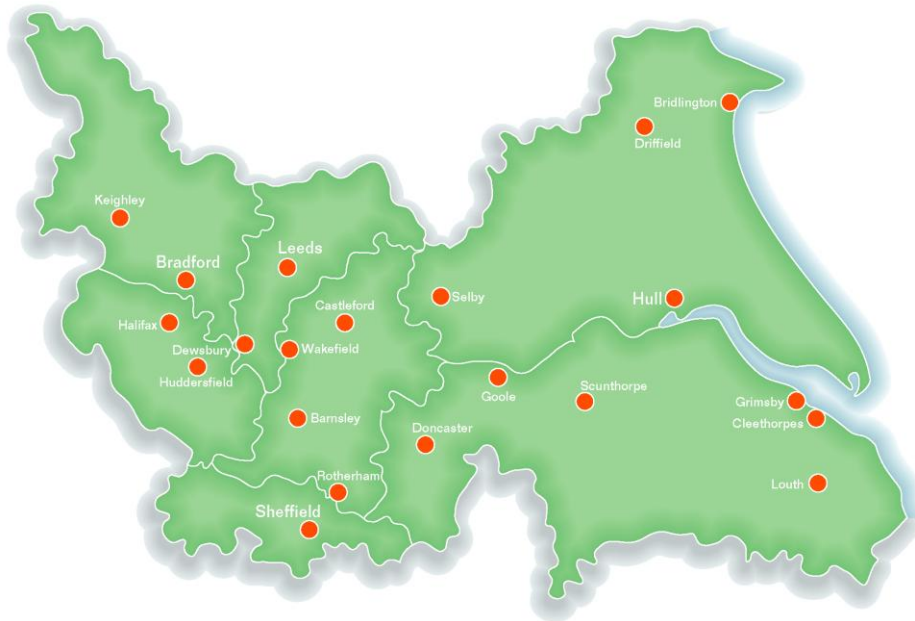 Bridlington
Driffield
Keighley
Leeds
Bradford
Selby
Hull
Castleford
Halifax
Dewsbury
Wakefield
Huddersfield
Goole
Scunthorpe
Grimsby
Cleethorpes
Barnsley
Doncaster
Rotherham
Louth
Sheffield